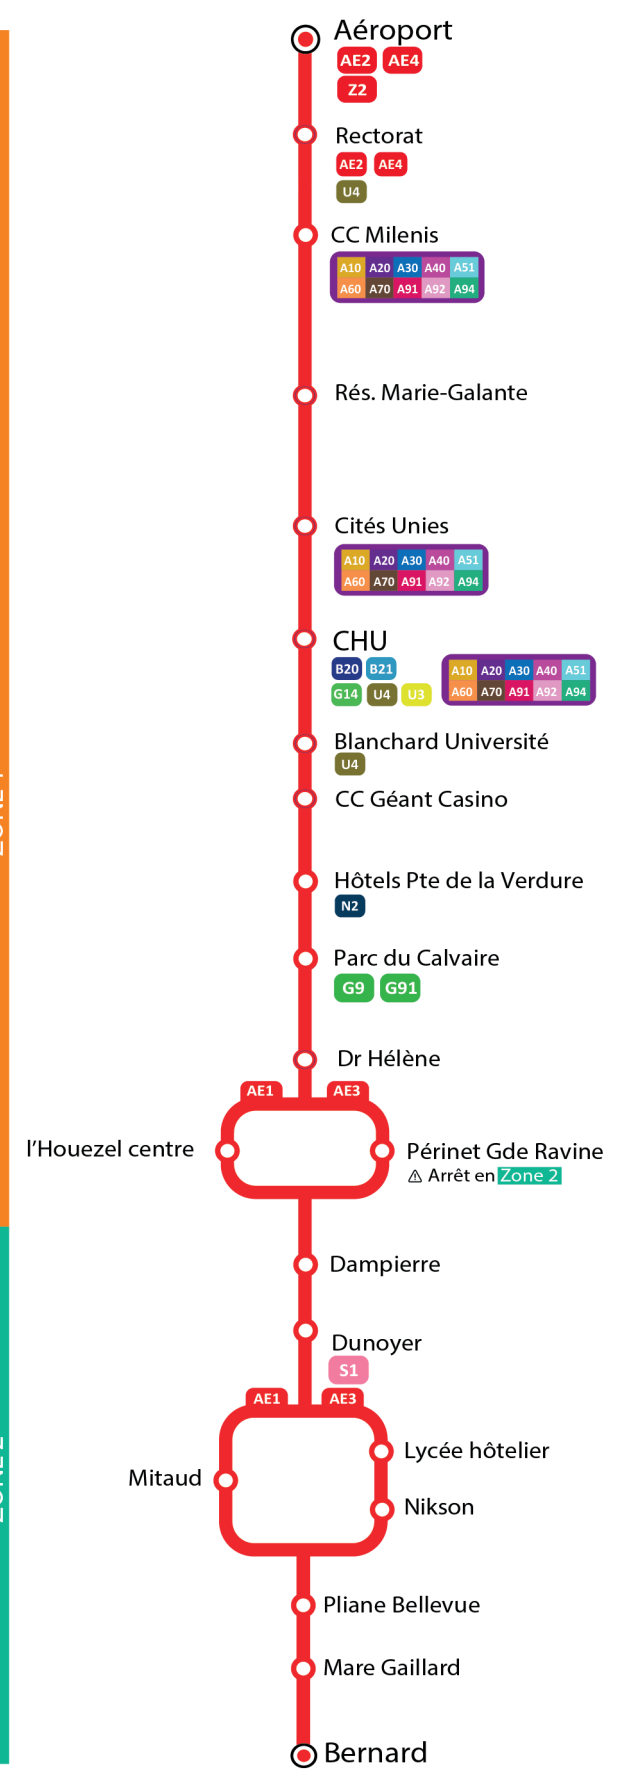 Aéroport
AE2 AE4
Z2
Rectorat
AE2 AE4
U4
CC Milenis
A10 A20 A30 A40 A51
A60 A70 A91 A92 A94
Rés. Marie-Galante
Cités Unies
A10 A20 A30 A40 A51
A60 A70 A91 A92 A94
CHU
B20 B21
G14 U4 U3
A10 A20 A30 A40 A51
A60 A70 A91 A92 A94
Blanchard Université
U4
CC Géant Casino
Hôtels Pte de la Verdure
N2
Parc du Calvaire
G9 G91
Dr Hélène
AE1 AE3
l'Houezel centre
Périnet Gde Ravine
⚠ Arrêt en Zone 2
Dampierre
Dunoyer
S1
AE1 AE3
Lycée hôtelier
Mitaud
Nikson
Pliane Bellevue
Mare Gaillard
Bernard